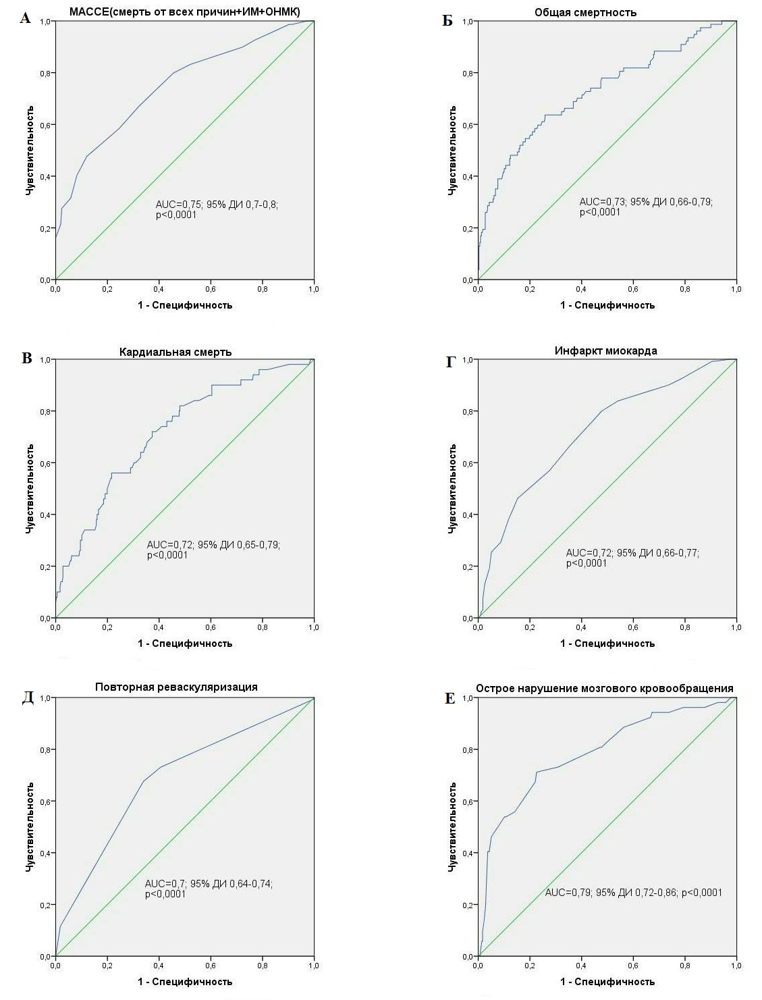 А
MACCE(смерть от всех причин+ИМ+ОНМК)
1,0
0,8
0,6
0,4
0,2
0,0
Чувствительность
AUC=0,75; 95% ДИ 0,7-0,8;
p<0,0001
0,0 0,2 0,4 0,6 0,8 1,0
1 - Специфичность
Б
Общая смертность
1,0
0,8
0,6
0,4
0,2
0,0
Чувствительность
AUC=0,73; 95% ДИ 0,66-0,79;
p<0,0001
0,0 0,2 0,4 0,6 0,8 1,0
1 - Специфичность
В
Кардиальная смерть
1,0
0,8
0,6
0,4
0,2
0,0
Чувствительность
AUC=0,72; 95% ДИ 0,65-0,79;
p<0,0001
0,0 0,2 0,4 0,6 0,8 1,0
1 - Специфичность
Г
Инфаркт миокарда
1,0
0,8
0,6
0,4
0,2
0,0
Чувствительность
AUC=0,72; 95% ДИ 0,66-0,77;
p<0,0001
0,0 0,2 0,4 0,6 0,8 1,0
1 - Специфичность
Д
Повторная реваскуляризация
1,0
0,8
0,6
0,4
0,2
0,0
Чувствительность
AUC=0,7; 95% ДИ 0,64-0,74;
p<0,0001
0,0 0,2 0,4 0,6 0,8 1,0
1 - Специфичность
Е
Острое нарушение мозгового кровообращения
1,0
0,8
0,6
0,4
0,2
0,0
Чувствительность
AUC=0,79; 95% ДИ 0,72-0,86; p<0,0001
0,0 0,2 0,4 0,6 0,8 1,0
1 - Специфичность